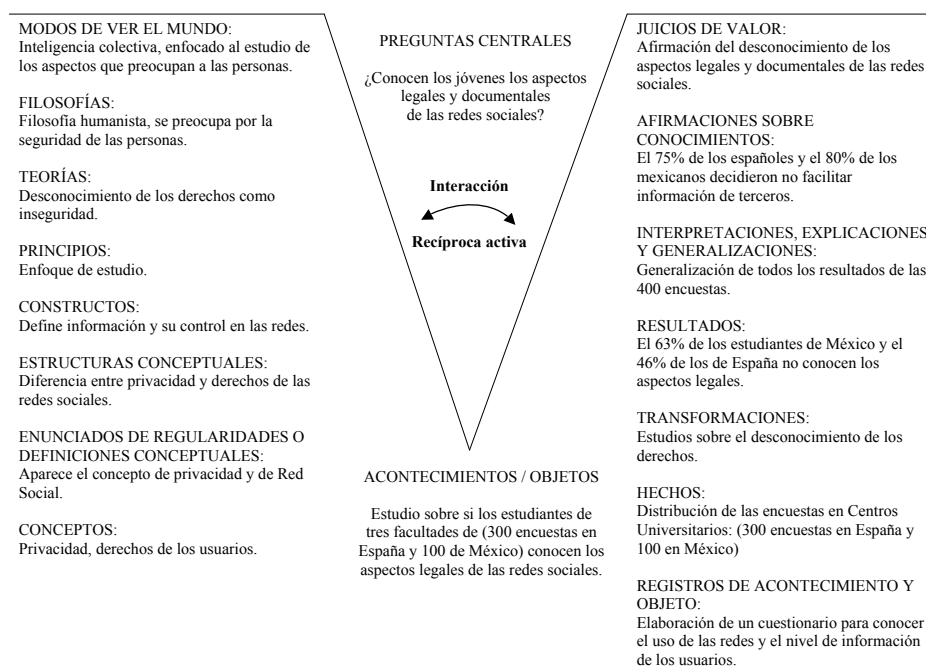 MODOS DE VER EL MUNDO:
Inteligencia colectiva, enfocado al estudio de
los aspectos que preocupan a las personas.
FILOSOFÍAS:
Filosofía humanista, se preocupa por la
seguridad de las personas.
TEORÍAS:
Desconocimiento de los derechos como
inseguridad.
PRINCIPIOS:
Enfoque de estudio.
CONSTRUCTOS:
Define información y su control en las redes.
ESTRUCTURAS CONCEPTUALES:
Diferencia entre privacidad y derechos de las
redes sociales.
ENUNCIADOS DE REGULARIDADES O
DEFINICIONES CONCEPTUALES:
Aparece el concepto de privacidad y de Red
Social.
CONCEPTOS:
Privacidad, derechos de los usuarios.
PREGUNTAS CENTRALES
¿Conocen los jóvenes los aspectos
legales y documentales
de las redes sociales?
Interacción
Recíproca activa
ACONTECIMIENTOS / OBJETOS
Estudio sobre si los estudiantes de
tres facultades de (300 encuestas en
España y 100 de México) conocen los
aspectos legales de las redes sociales.
JUICIOS DE VALOR:
Afirmación del desconocimiento de los
aspectos legales y documentales de las redes
sociales.
AFIRMACIONES SOBRE
CONOCIMIENTOS:
El 75% de los españoles y el 80% de los
mexicanos decidieron no facilitar
información de terceros.
INTERPRETACIONES, EXPLICACIONES
Y GENERALIZACIONES:
Generalización de todos los resultados de las
400 encuestas.
RESULTADOS:
El 63% de los estudiantes de México y el
46% de los de España no conocen los
aspectos legales.
TRANSFORMACIONES:
Estudios sobre el desconocimiento de los
derechos.
HECHOS:
Distribución de las encuestas en Centros
Universitarios: (300 encuestas en España y
100 en México)
REGISTROS DE ACONTECIMIENTO Y
OBJETO:
Elaboración de un cuestionario para conocer
el uso de las redes y el nivel de información
de los usuarios.